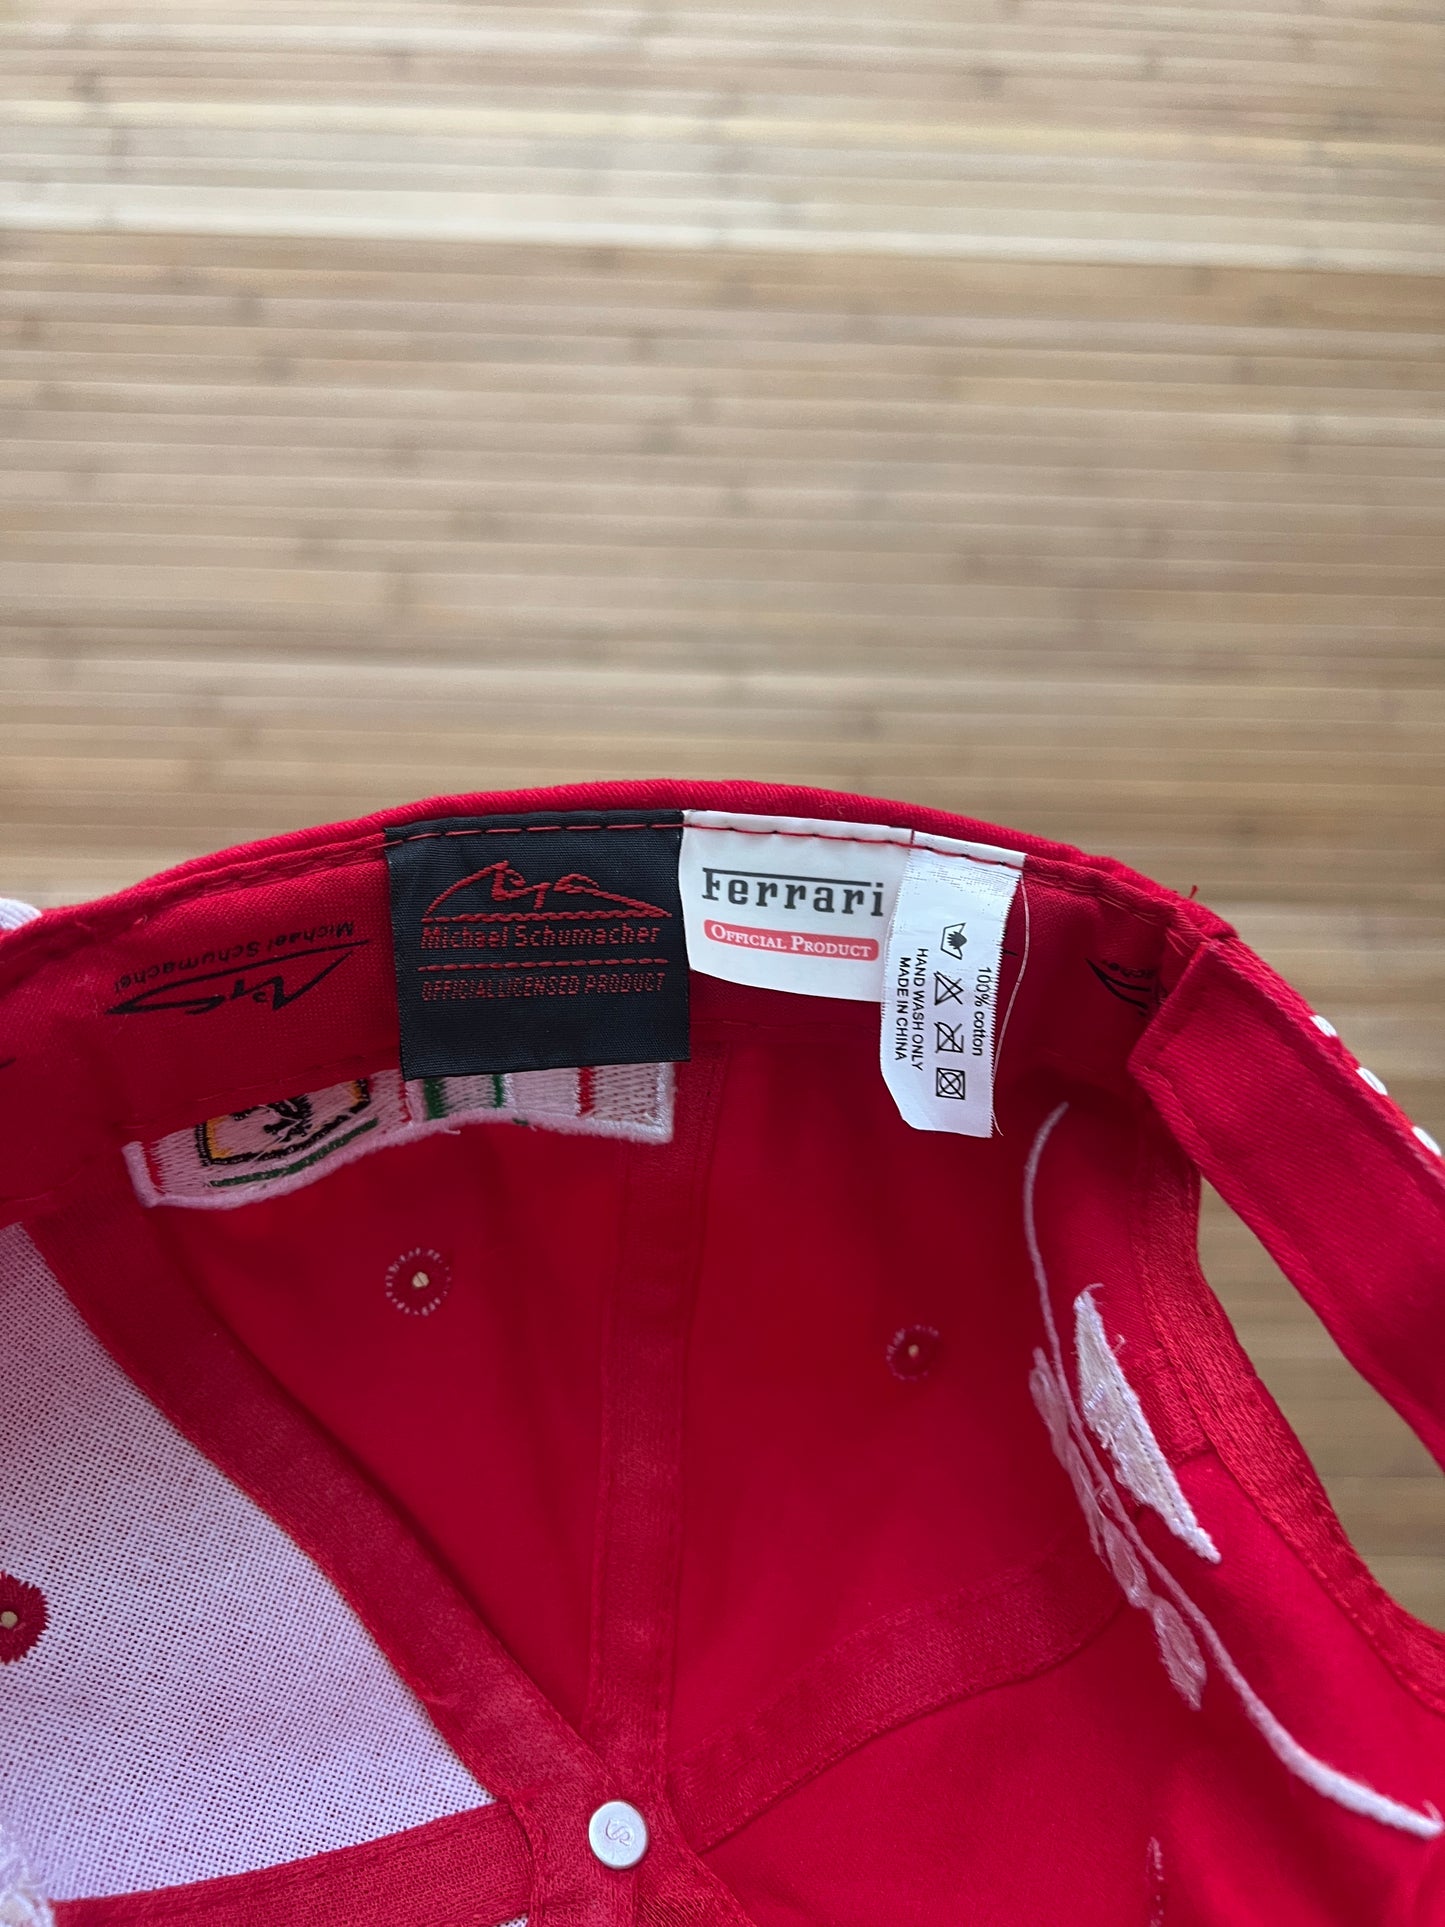 Michael Schumacher
Michael Schumacher
OFFICIAL LICENSED PRODUCT
Ferrari
OFFICIAL PRODUCT
100% cotton
HAND WASH ONLY
MADE IN CHINA